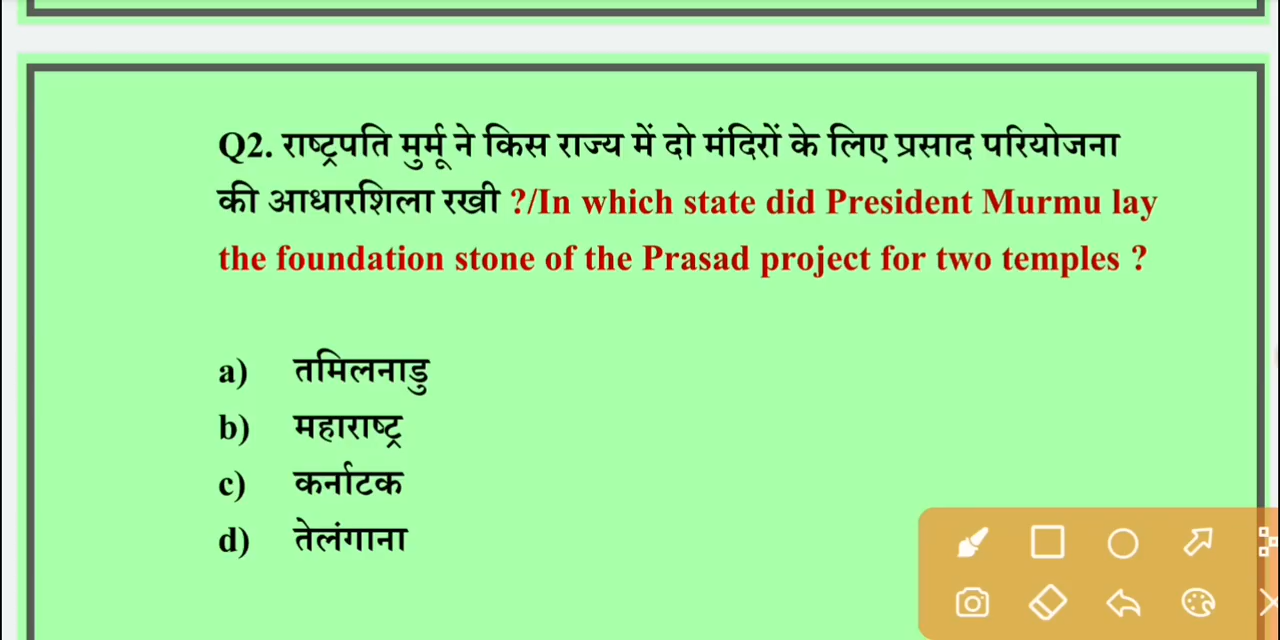 Q2. राष्ट्रपति मुर्मू ने किस राज्य में दो मंदिरों के लिए प्रसाद परियोजना
की आधारशिला रखी ?/In which state did President Murmu lay
the foundation stone of the Prasad project for two temples ?
a) तमिलनाडु
b) महाराष्ट्र
c) कर्नाटक
d) तेलंगाना